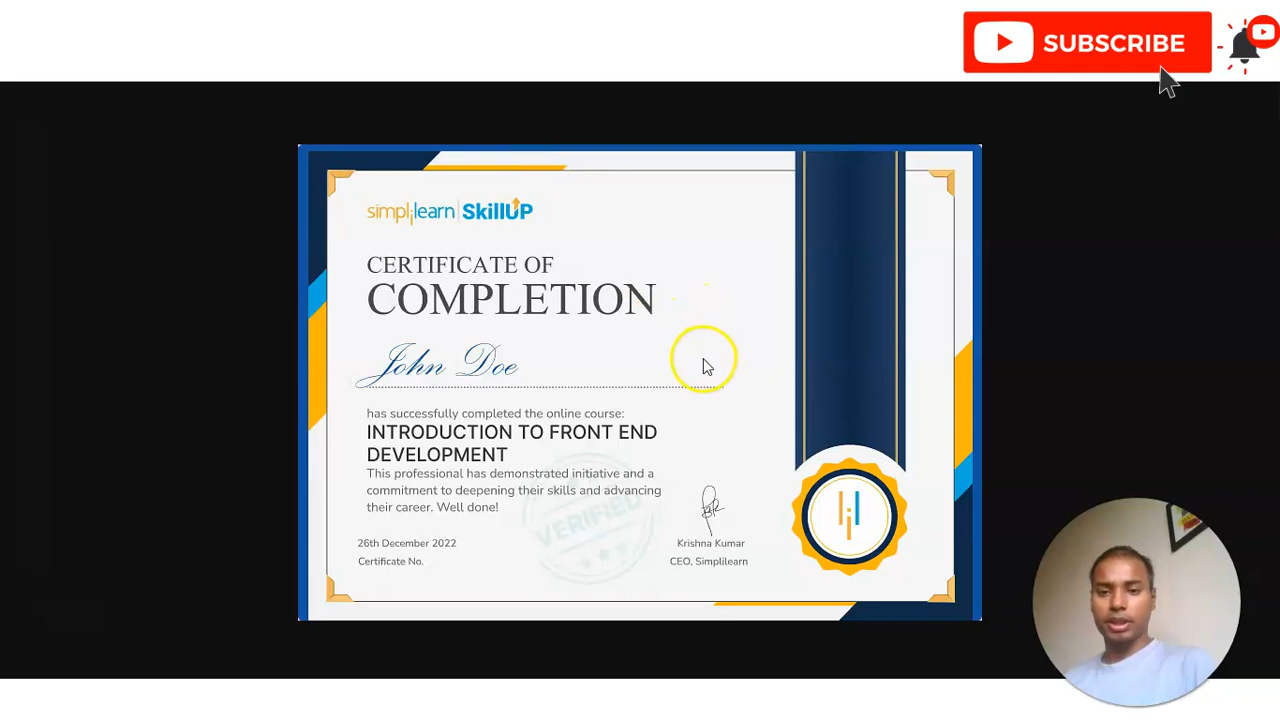 SUBSCRIBE
simplilearn | SkillUP
CERTIFICATE OF
COMPLETION
John Doe
has successfully completed the online course:
INTRODUCTION TO FRONT END
DEVELOPMENT
This professional has demonstrated initiative and a
commitment to deepening their skills and advancing
their career. Well done!
VERIFIED
26th December 2022
Krishna Kumar
Certificate No.
CEO, Simplilearn